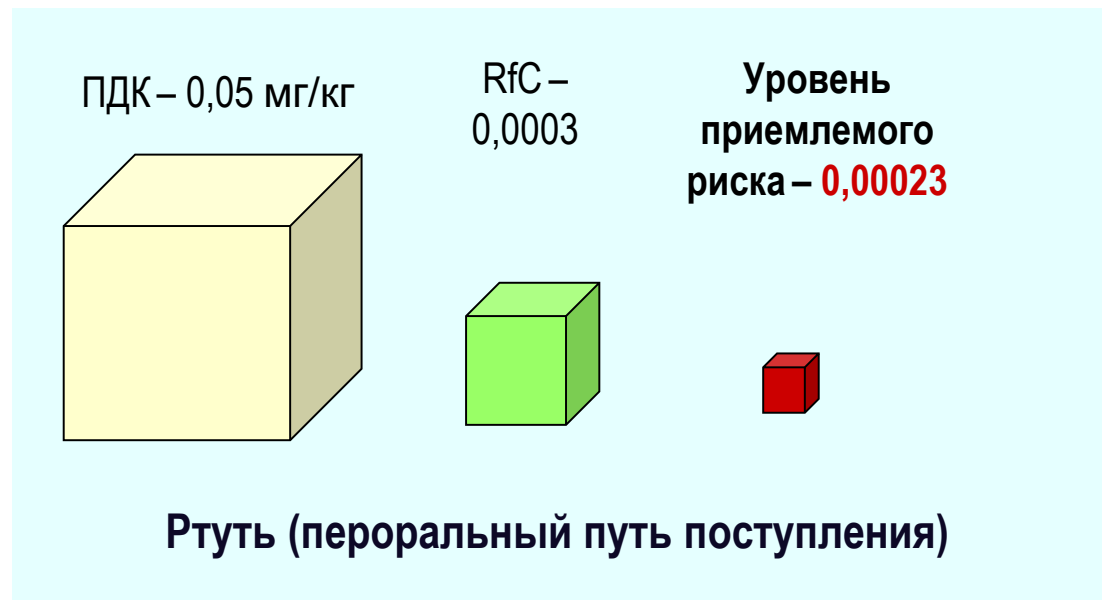 ПДК – 0,05 мг/кг
RfC –
0,0003
Уровень
приемлемого
риска – 0,00023
Ртуть (пероральный путь поступления)